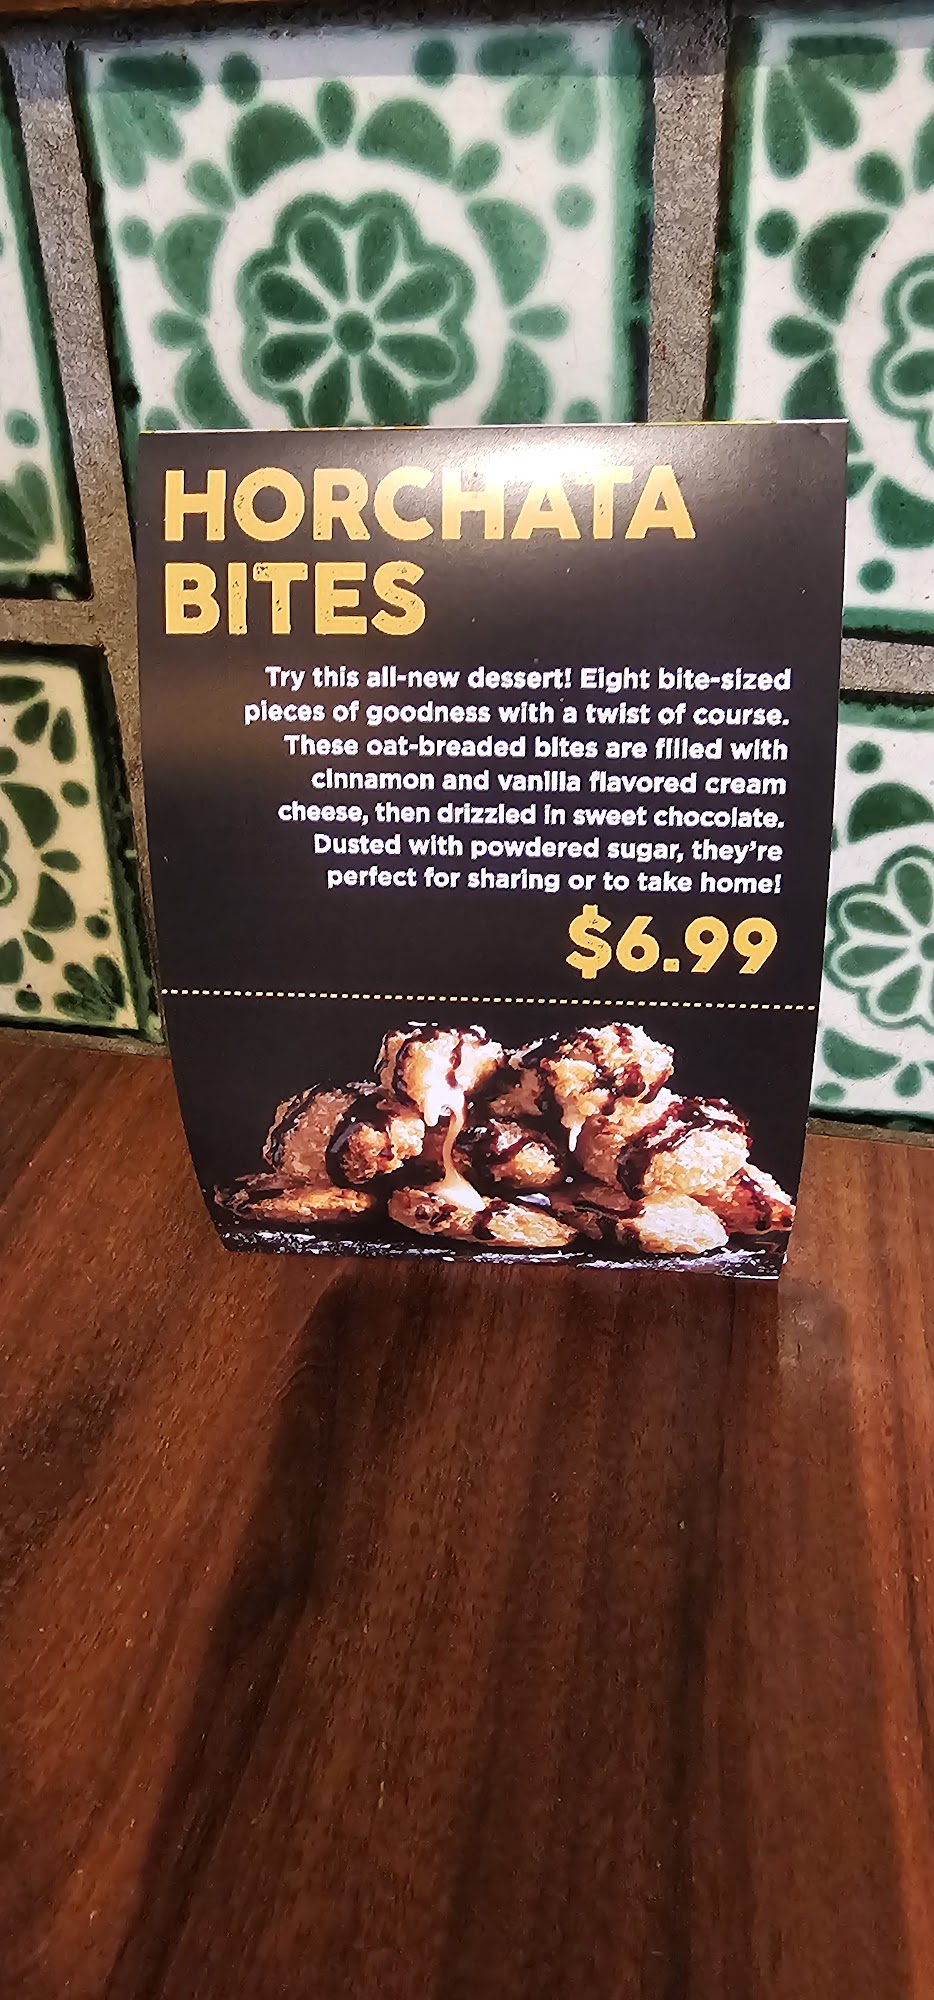 HORCHATA
BITES
Try this all-new dessert! Eight bite-sized
pieces of goodness with a twist of course.
These oat-breaded bites are filled with
cinnamon and vanilla flavored cream
cheese, then drizzled in sweet chocolate.
Dusted with powdered sugar, they're
perfect for sharing or to take home!
$6.99